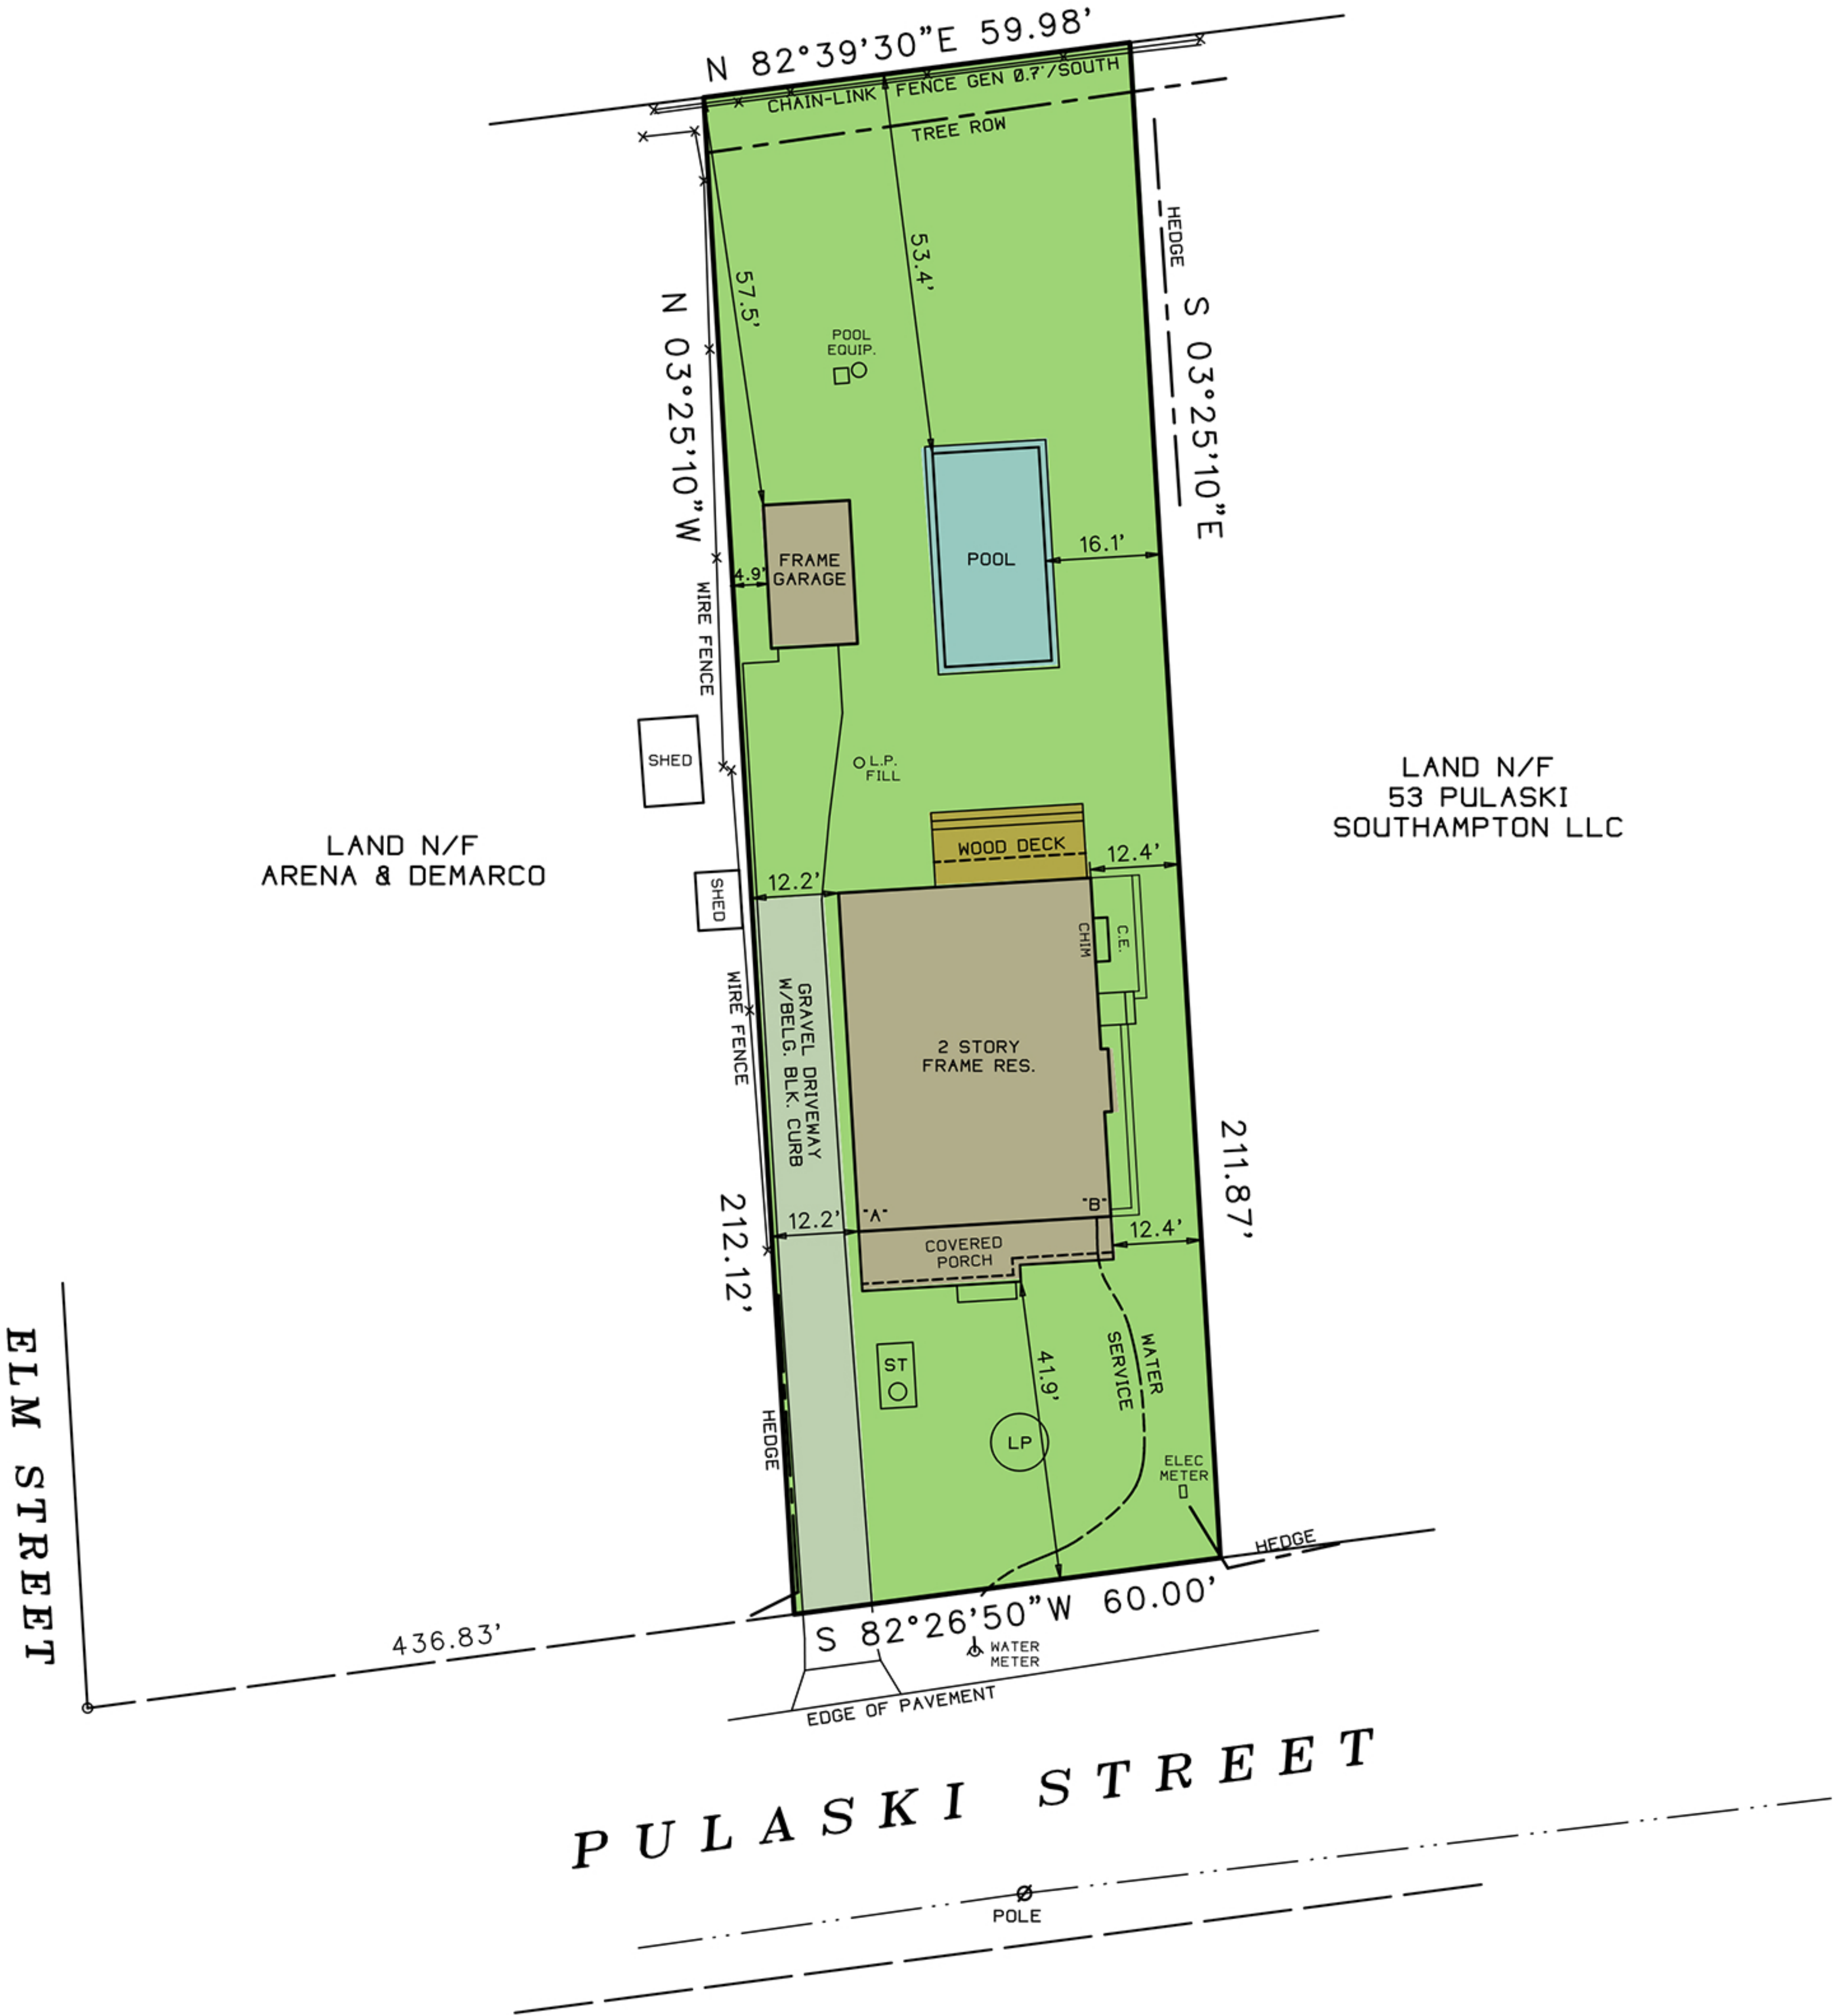 N 82°39'30"E 59.98'
CHAIN-LINK FENCE GEN 0.7'/SOUTH
TREE ROW
HEDGE
53.4'
57.5'
N 03°25'10"W
S 03°25'10"E
POOL
EQUIP.
FRAME
GARAGE
POOL
16.1'
4.9'
WIRE FENCE
SHED
L.P.
FILL
LAND N/F
53 PULASKI
SOUTHAMPTON LLC
LAND N/F
ARENA & DEMARCO
WOOD DECK
12.4'
12.2'
SHED
CHIM
C.E.
WIRE FENCE
GRAVEL DRIVEWAY
W/BELG. BLK. CURB
2 STORY
FRAME RES.
211.87'
212.12'
"A"
"B"
12.2'
12.4'
COVERED
PORCH
ELM STREET
ST
41.9'
WATER
SERVICE
HEDGE
LP
ELEC
METER
HEDGE
S 82°26'50"W 60.00'
436.83'
WATER
METER
EDGE OF PAVEMENT
PULASKI STREET
POLE